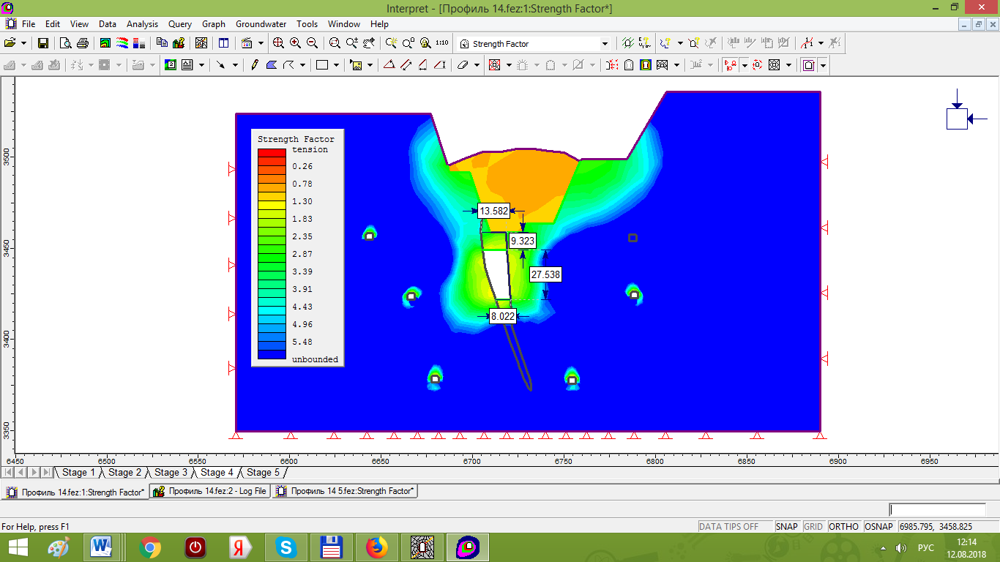 Interpret - [Профиль 14.fez:1:Strength Factor*]
File Edit View Data Analysis Query Graph Groundwater Tools Window Help
1:10 Strength Factor
Strength Factor
tension
0.26
0.78
1.30
1.83
2.35
2.87
3.39
3.91
4.43
4.96
5.48
unbounded
13.582
9.323
27.538
8.022
3500
3450
3400
3350
6450 6500 6550 6600 6650 6700 6750 6800 6850 6900 6950
Stage 1 Stage 2 Stage 3 Stage 4 Stage 5
Профиль 14.fez:1:Strength Factor* Профиль 14.fez:2 - Log File Профиль 14 5.fez:Strength Factor*
For Help, press F1 DATA TIPS OFF SNAP GRID ORTHO OSNAP 6985.795, 3458.825
РУС 12:14
12.08.2018